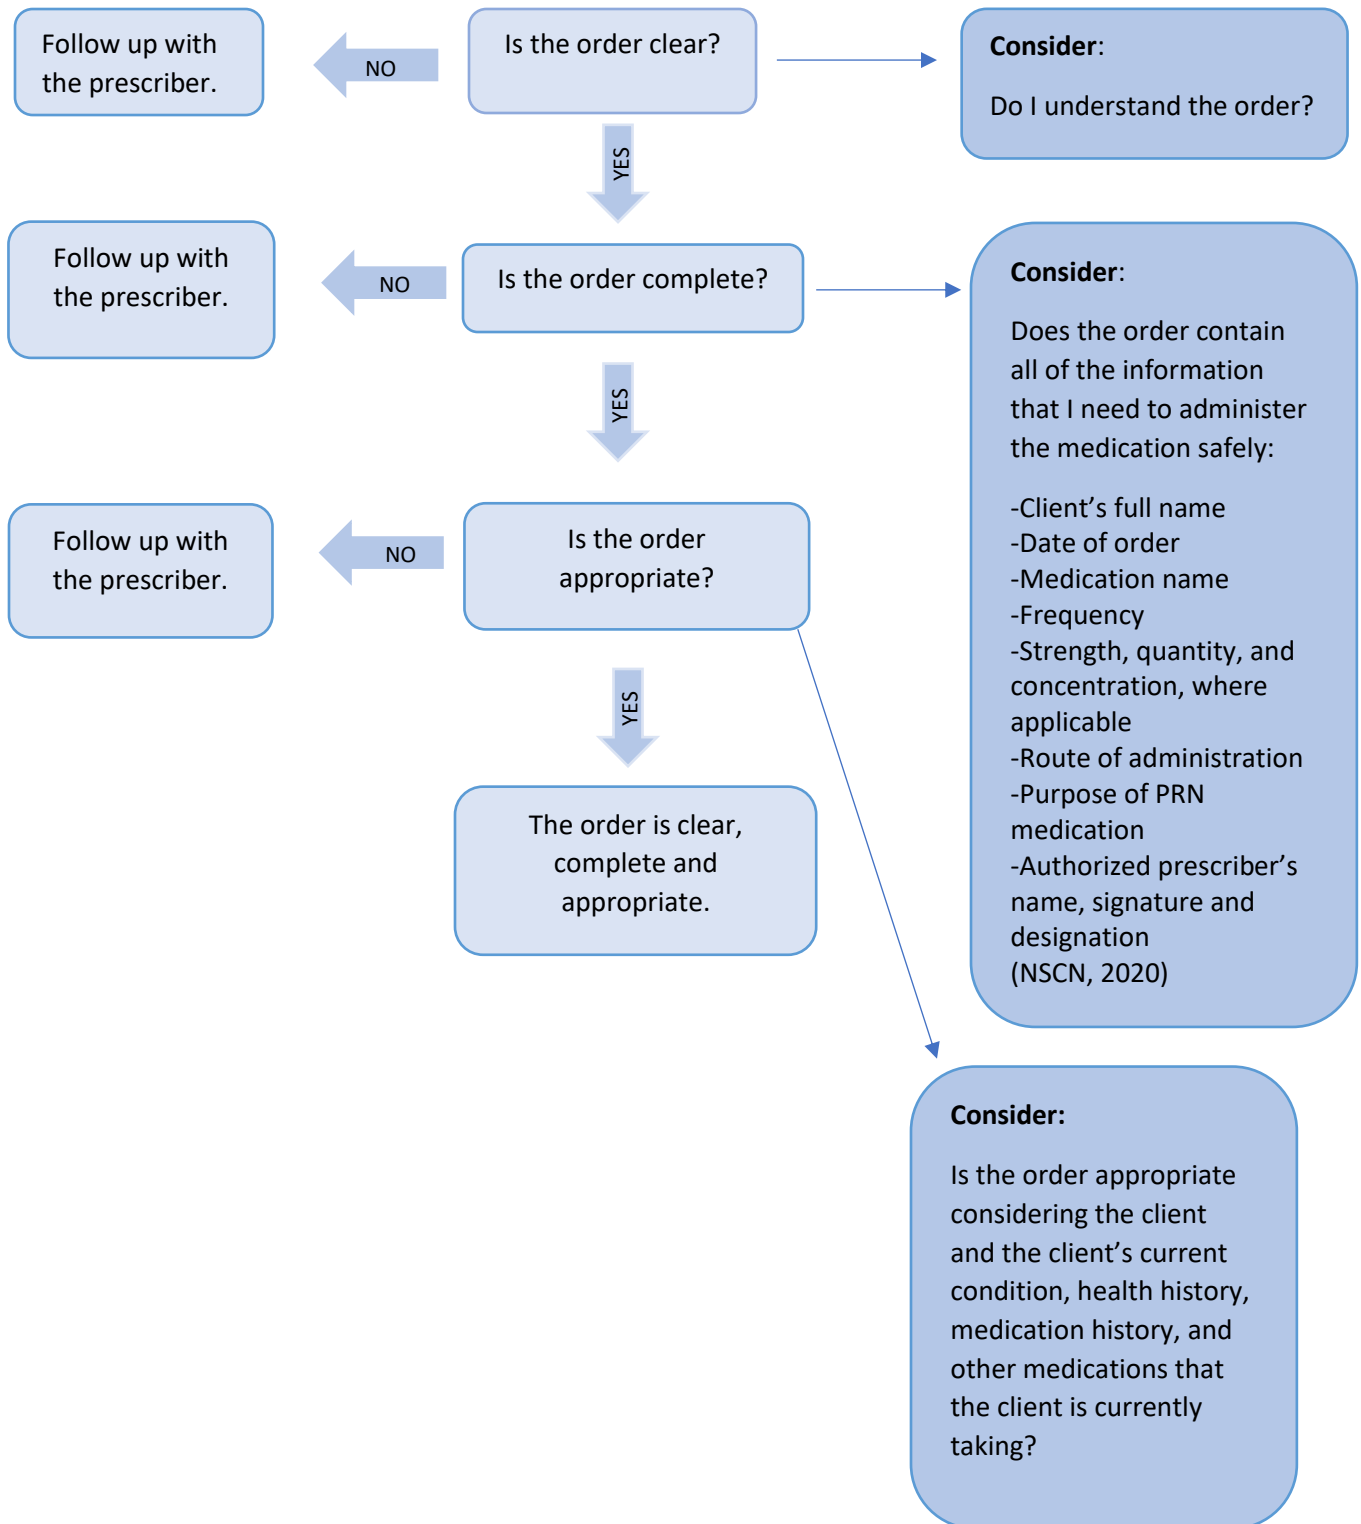 Follow up with
the prescriber.
NO
Is the order clear?
Consider:
Do I understand the order?
YES
Follow up with
the prescriber.
NO
Is the order complete?
Consider:
Does the order contain
all of the information
that I need to administer
the medication safely:
-Client’s full name
-Date of order
-Medication name
-Frequency
-Strength, quantity, and
concentration, where
applicable
-Route of administration
-Purpose of PRN
medication
-Authorized prescriber’s
name, signature and
designation
(NSCN, 2020)
YES
Follow up with
the prescriber.
NO
Is the order
appropriate?
YES
The order is clear,
complete and
appropriate.
Consider:
Is the order appropriate
considering the client
and the client’s current
condition, health history,
medication history, and
other medications that
the client is currently
taking?